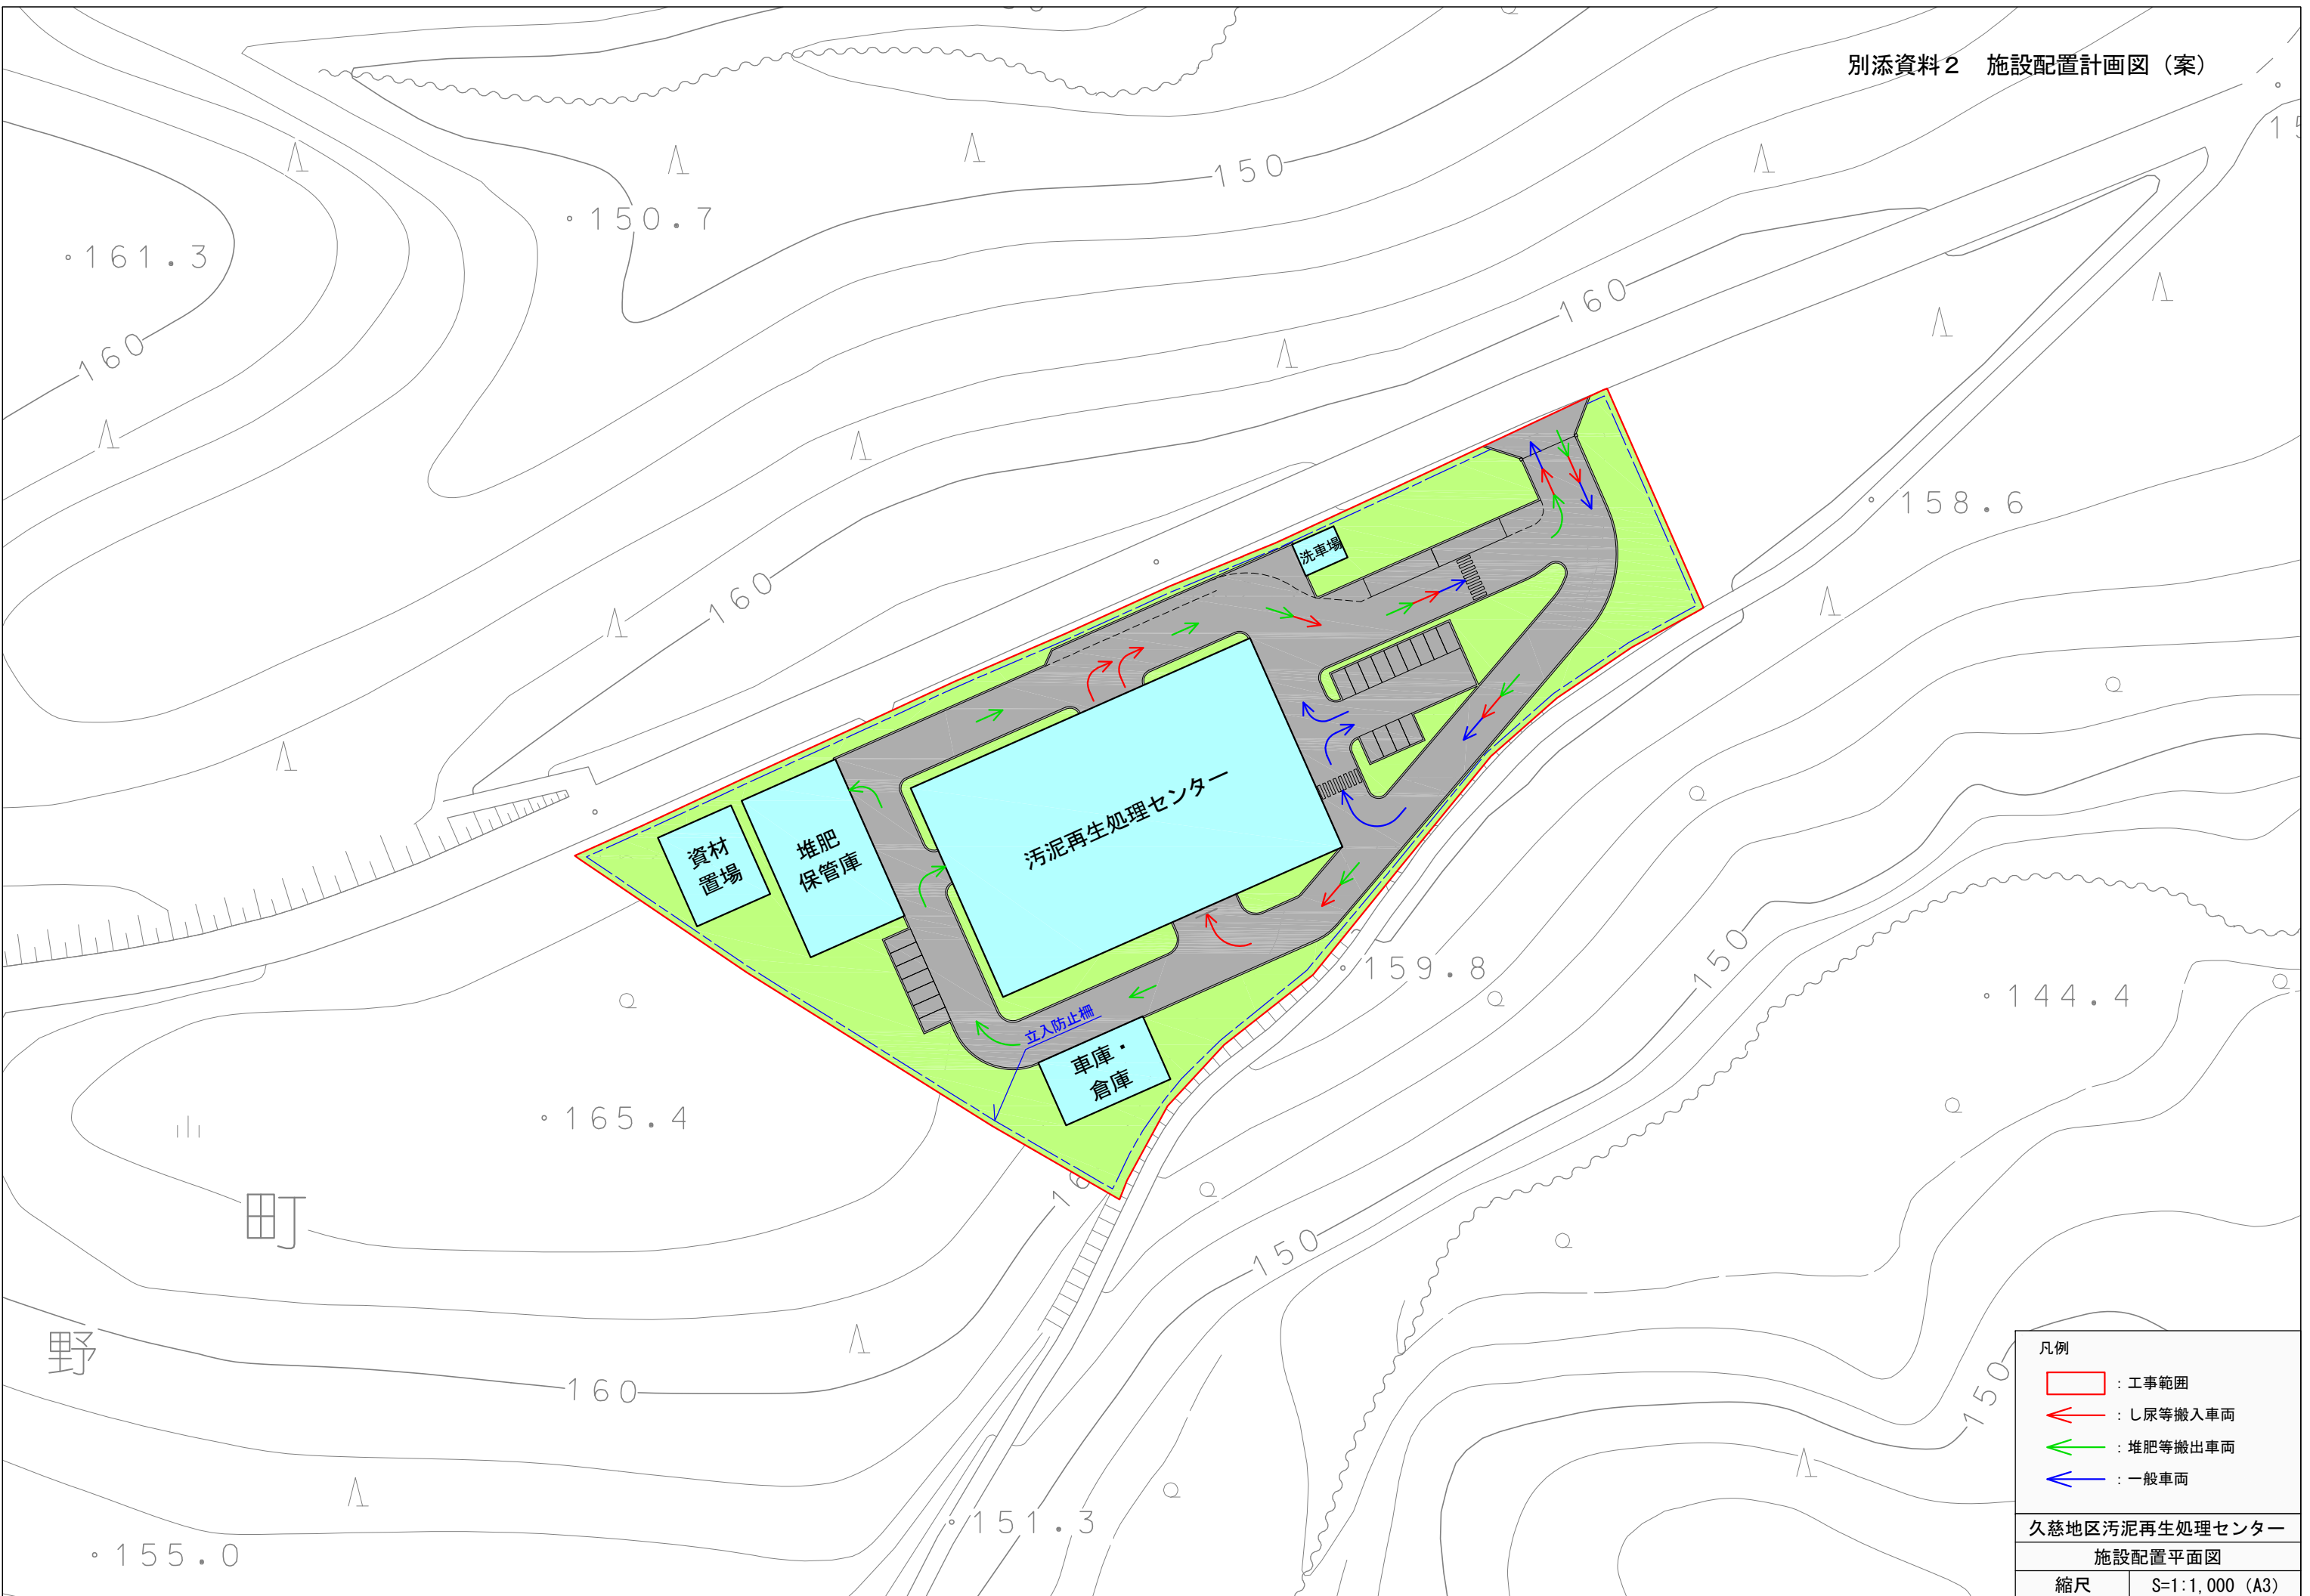 別添資料2 施設配置計画図（案）
150
150.7
161.3
160
160
158.6
160
洗車場
汚泥再生処理センター
堆肥
保管庫
資材
置場
立入防止柵
車庫・
倉庫
159.8
150
144.4
165.4
町
150
野
160
150
151.3
155.0
凡例
：工事範囲
：し尿等搬入車両
：堆肥等搬出車両
：一般車両
久慈地区汚泥再生処理センター
施設配置平面図
縮尺 S=1:1,000 (A3)